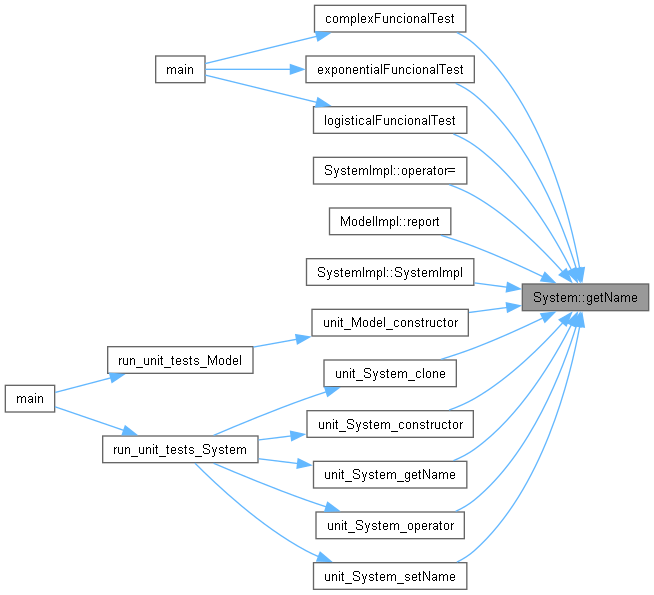 complexFuncionalTest
main
exponentialFuncionalTest
logisticalFuncionalTest
SystemImpl::operator=
ModelImpl::report
SystemImpl::SystemImpl
System::getName
unit_Model_constructor
run_unit_tests_Model
unit_System_clone
main
unit_System_constructor
run_unit_tests_System
unit_System_getName
unit_System_operator
unit_System_setName